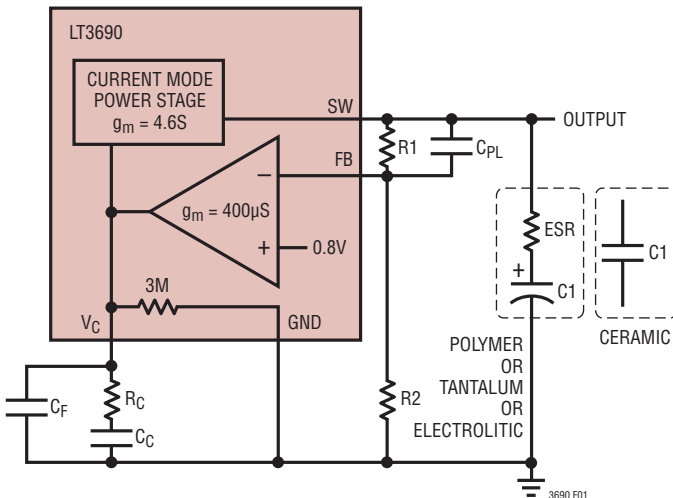 LT3690
CURRENT MODE
POWER STAGE
gm = 4.6S
SW
OUTPUT
R1
CPL
FB
–
gm = 400µS
+
0.8V
ESR
+
C1
C1
3M
VC
GND
CERAMIC
POLYMER
OR
TANTALUM
OR
ELECTROLITIC
CF
RC
CC
R2
3690 F01